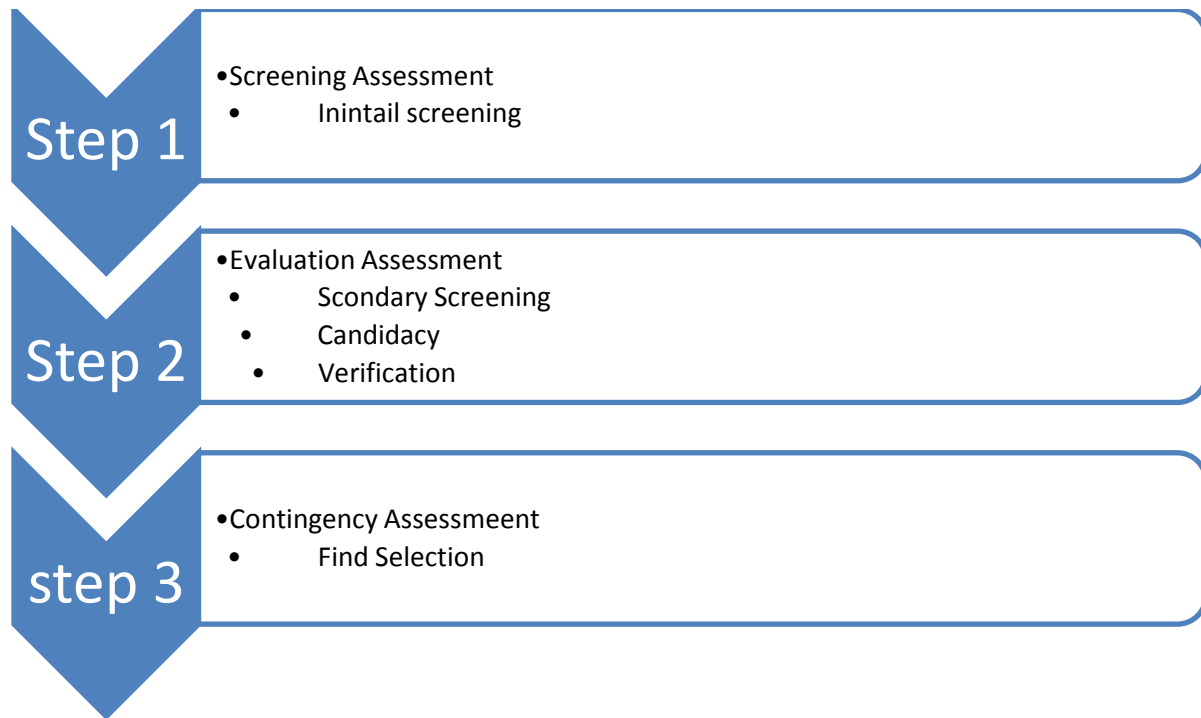 Step 1
•Screening Assessment
• Inintail screening
Step 2
•Evaluation Assessment
• Scondary Screening
• Candidacy
• Verification
step 3
•Contingency Assessmeent
• Find Selection